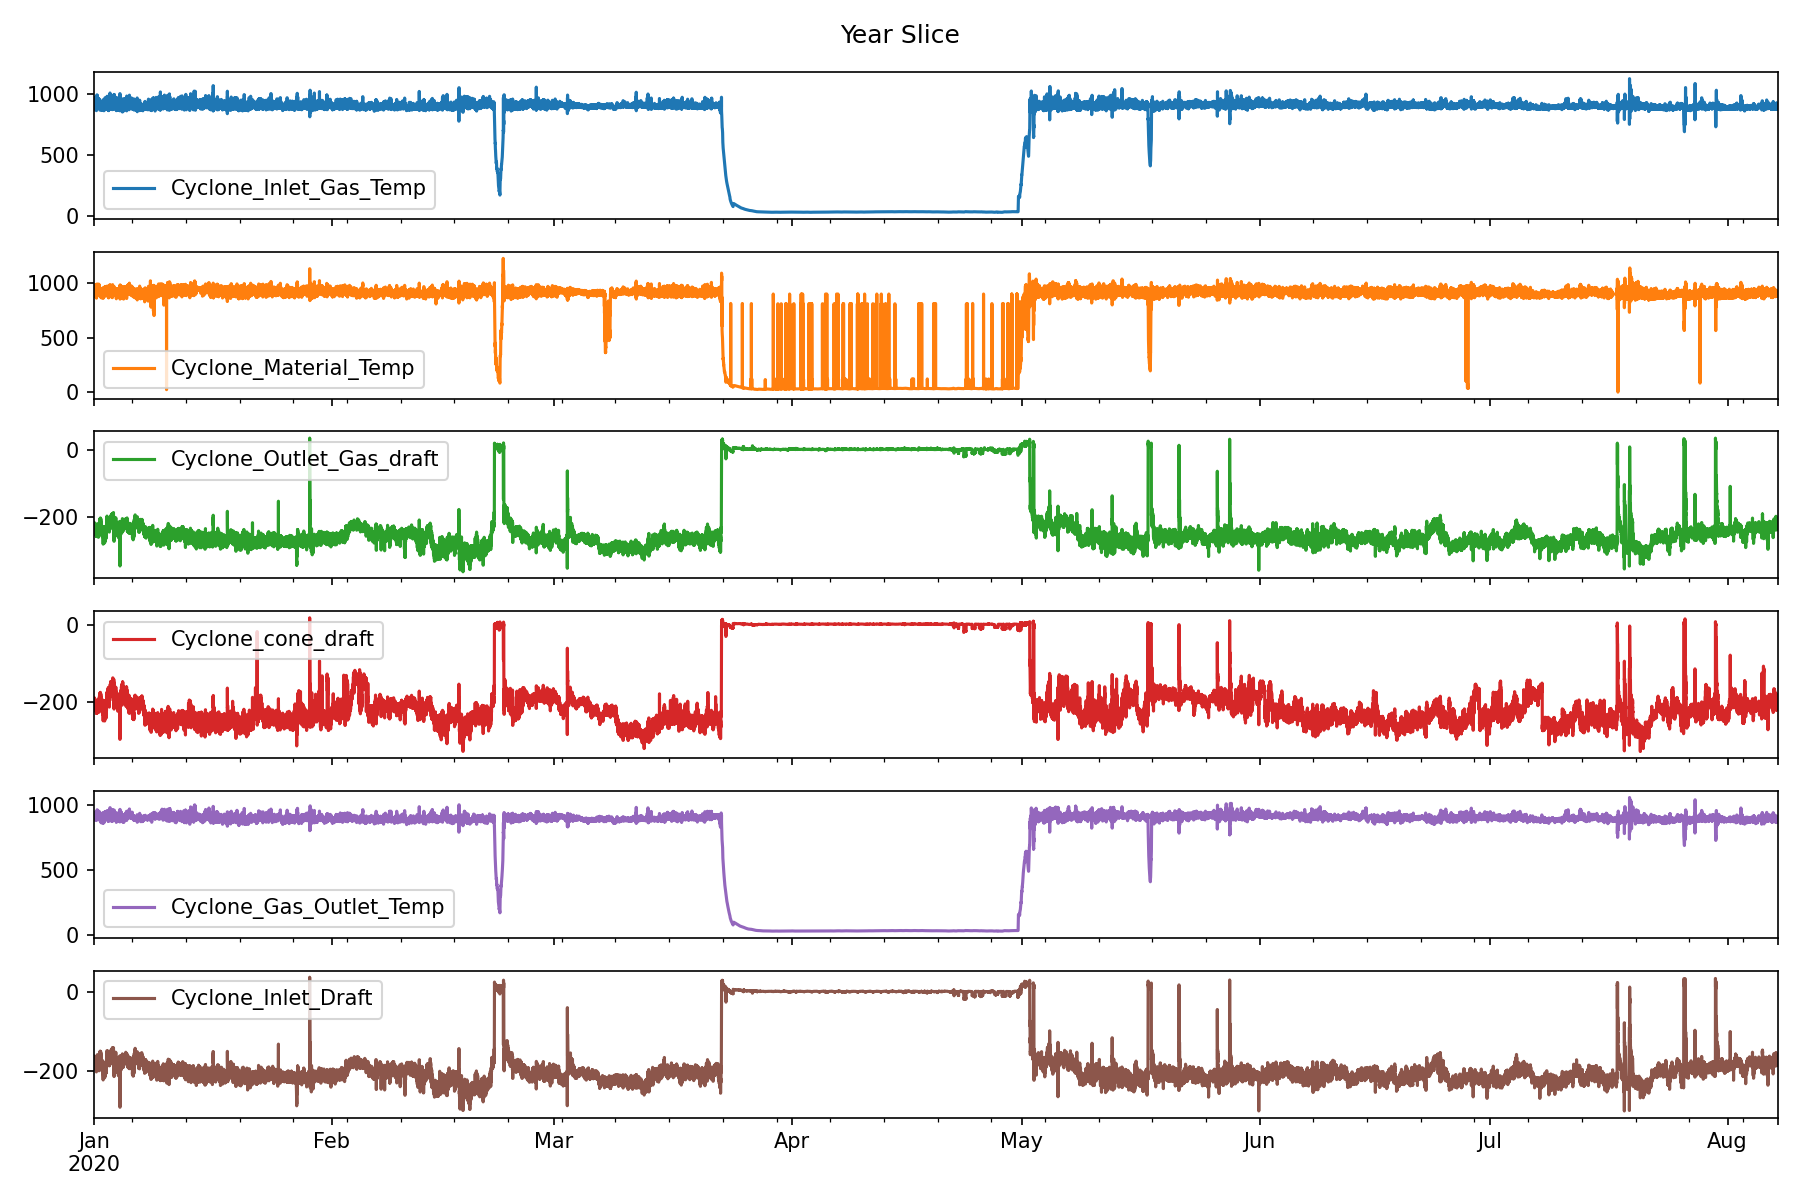 Year Slice
1000
500
0
Cyclone_Inlet_Gas_Temp
1000
500
0
Cyclone_Material_Temp
0
−200
Cyclone_Outlet_Gas_draft
0
−200
Cyclone_cone_draft
1000
500
0
Cyclone_Gas_Outlet_Temp
0
−200
Cyclone_Inlet_Draft
Jan Feb Mar Apr May Jun Jul Aug
2020